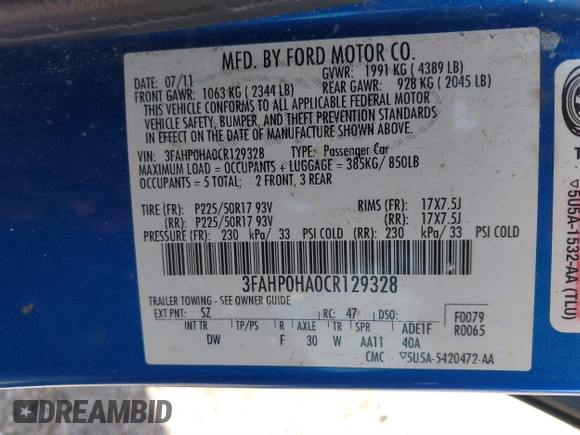 MFD. BY FORD MOTOR CO.
DATE: 07/11 GVWR: 1991 KG ( 4389 LB)
FRONT GAWR: 1063 KG ( 2344 LB) REAR GAWR: 928 KG ( 2045 LB)
THIS VEHICLE CONFORMS TO ALL APPLICABLE FEDERAL MOTOR
VEHICLE SAFETY, BUMPER, AND THEFT PREVENTION STANDARDS
IN EFFECT ON THE DATE OF MANUFACTURE SHOWN ABOVE.
VIN: 3FAHP0HA0CR129328 TYPE: Passenger Car
MAXIMUM LOAD = OCCUPANTS + LUGGAGE = 385KG/ 850LB
OCCUPANTS = 5 TOTAL; 2 FRONT, 3 REAR
TIRE (FR): P225/50R17 93V RIMS (FR): 17X7.5J
(RR): P225/50R17 93V (RR): 17X7.5J
PRESSURE (FR): 230 kPa/ 33 PSI COLD (RR): 230 kPa/ 33 PSI COLD
3FAHP0HA0CR129328
TRAILER TOWING - SEE OWNER GUIDE
EXT PNT: SZ RC: 47 DSO: F0079
INT TR TP/PS R AXLE TR SPR ADE1F R0065
DW F 30 W AA11 40A
CMC ▽5U5A-5420472-AA
▽5U5A-1532-AA (TLU)
DREAMBID